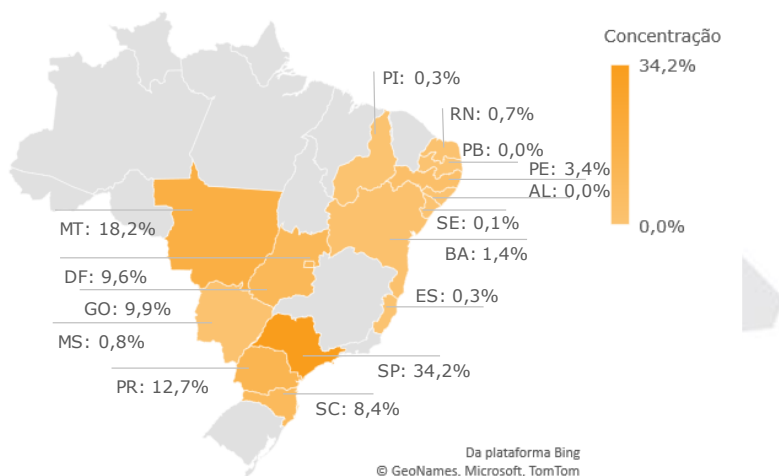 Concentração
34,2%
0,0%
PI: 0,3%
RN: 0,7%
PB: 0,0%
PE: 3,4%
AL: 0,0%
SE: 0,1%
BA: 1,4%
MT: 18,2%
DF: 9,6%
GO: 9,9%
ES: 0,3%
MS: 0,8%
SP: 34,2%
PR: 12,7%
SC: 8,4%
Da plataforma Bing
© GeoNames, Microsoft, TomTom